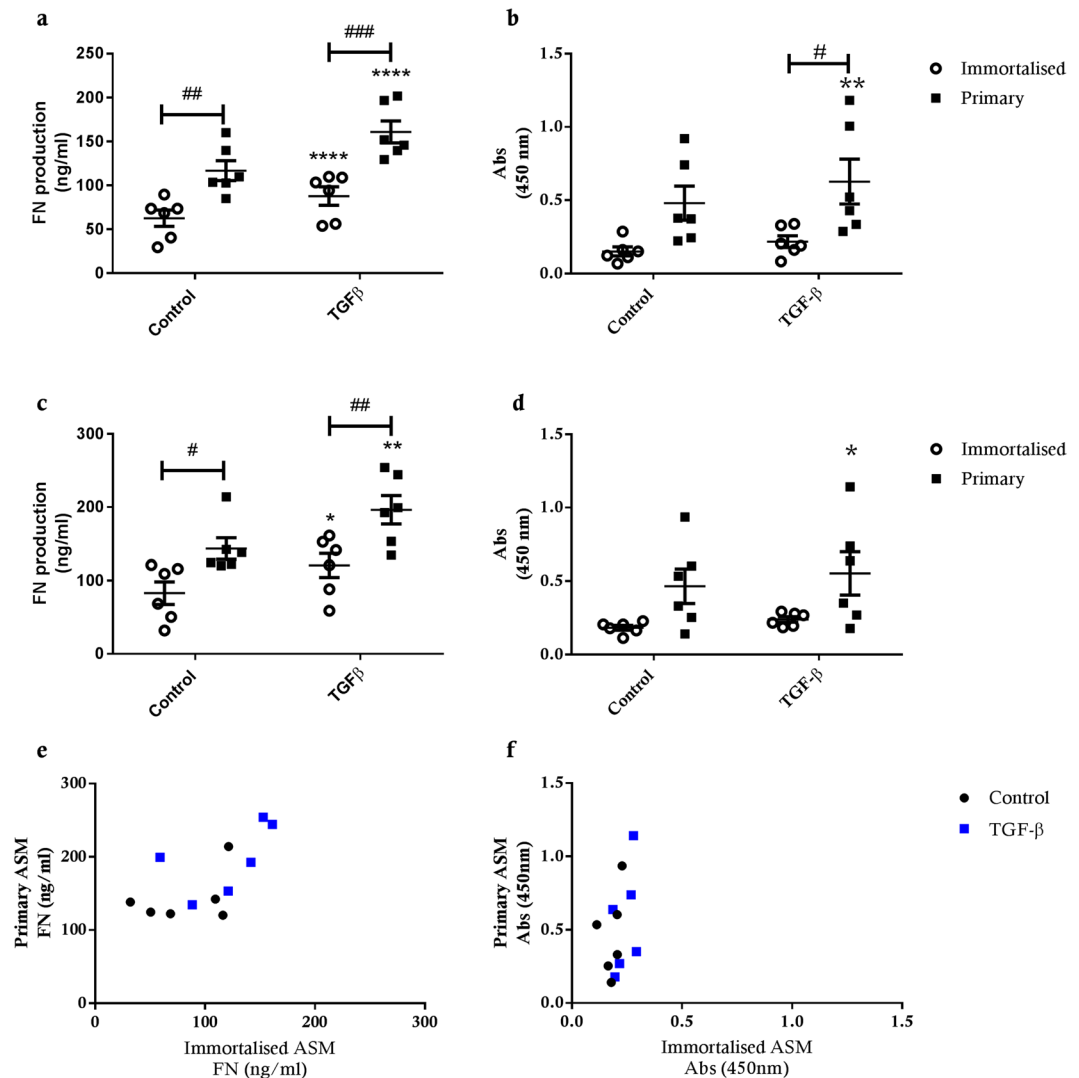 a
FN production
(ng/ml)
250
200
150
100
50
0
##
###
****
****
Control
TGFβ
b
Abs
(450 nm)
1.5
1.0
0.5
0.0
#
**
Control
TGF-β
Immortalised
Primary
c
FN production
(ng/ml)
300
200
100
0
#
##
*
**
Control
TGFβ
d
Abs
(450 nm)
1.5
1.0
0.5
0.0
*
Control
TGF-β
Immortalised
Primary
e
Primary ASM
FN (ng/ml)
300
200
100
0
0
100
200
300
Immortalised ASM
FN (ng/ml)
f
Primary ASM
Abs (450nm)
1.5
1.0
0.5
0.0
0.0
0.5
1.0
1.5
Immortalised ASM
Abs (450nm)
Control
TGF-β